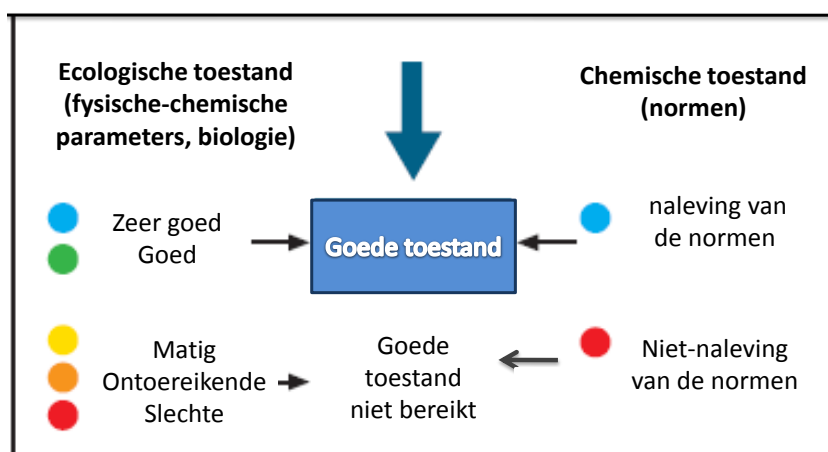 Ecologische toestand
(fysische-chemische
parameters, biologie)
Chemische toestand
(normen)
Zeer goed
Goed
Goede toestand
naleving van
de normen
Matig
Ontoereikende
Slechte
Goede
toestand
niet bereikt
Niet-naleving
van de normen